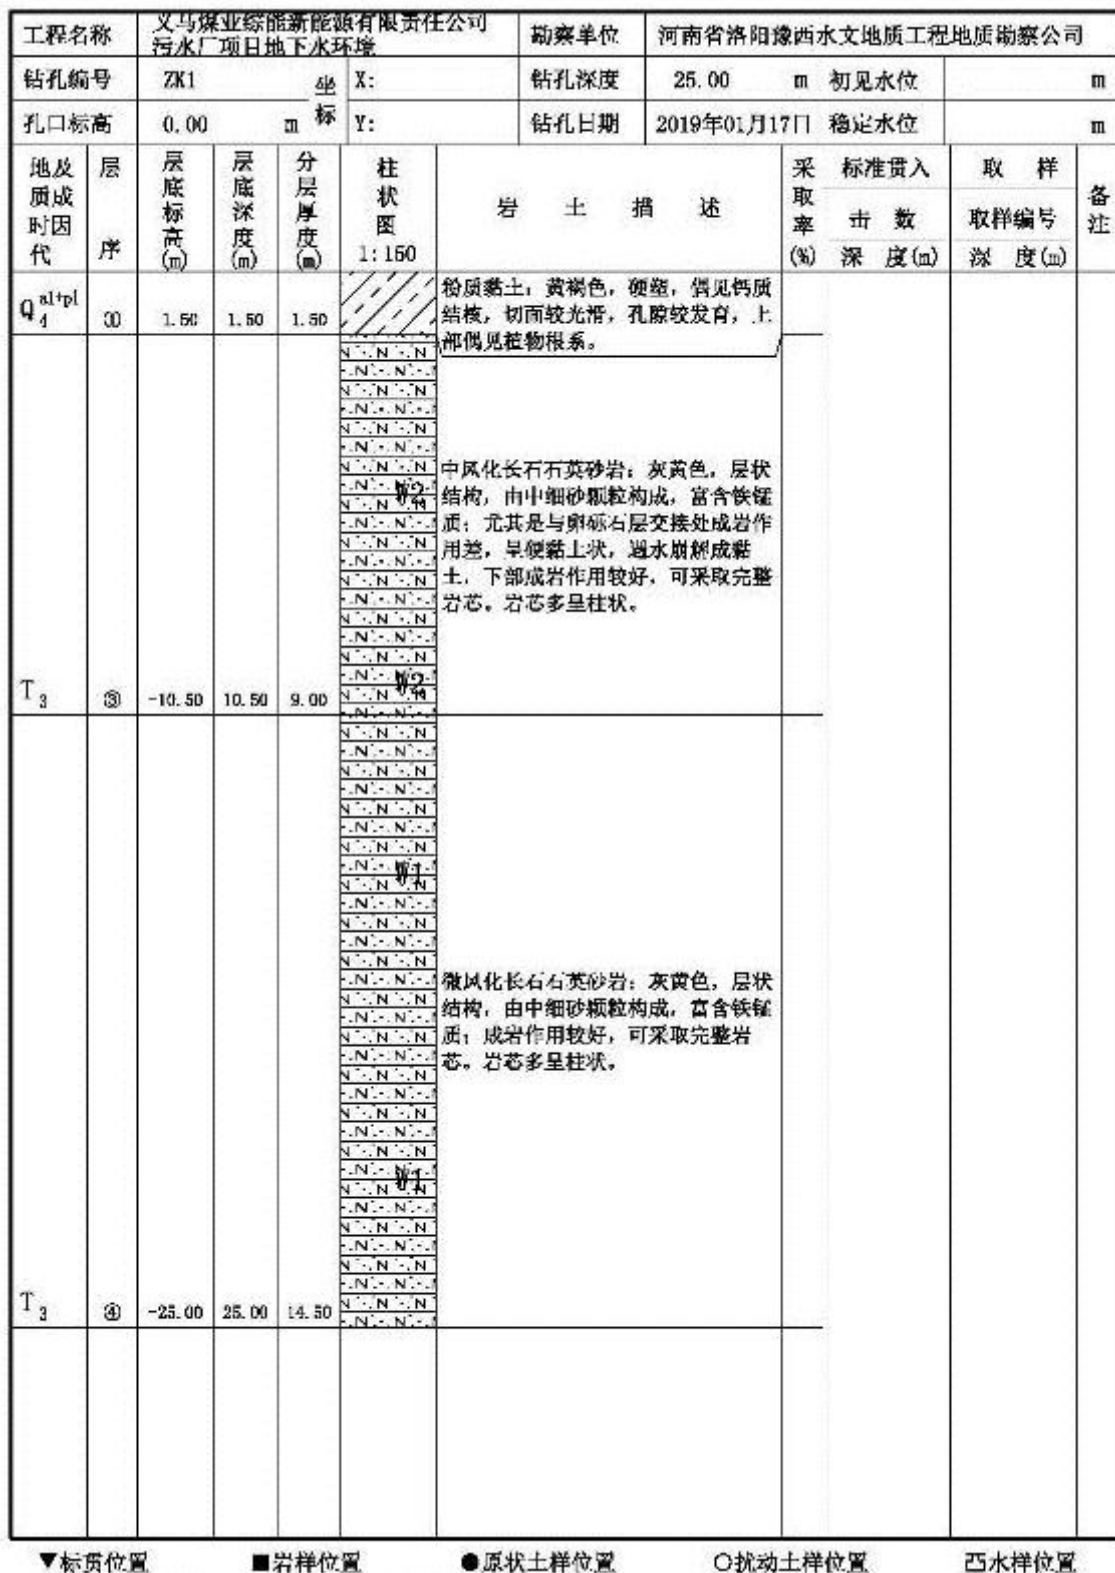 工程名称 义马煤业综能新能源有限责任公司 勘察单位 河南省洛阳豫西水文地质工程地质勘察公司
污水厂项目地下水环境
钻孔编号 ZK1 坐标 X: 钻孔深度 25.00 m 初见水位 m
孔口标高 0.00 m Y: 钻孔日期 2019年01月17日 稳定水位 m
地质时代及成因 层序 层底标高(m) 层底深度(m) 分层厚度(m) 柱状图 1:150 岩土描述 采取率(%) 标准贯入 击数 深度(m) 取样 取样编号 深度(m) 备注
粉质黏土：黄褐色，硬塑，偶见钙质
Q4 al+pl ① 1.50 1.50 1.50 结核，切面较光滑，孔隙较发育，上
部偶见植物根系。
中风化长石石英砂岩：灰黄色，层状
W2 结构，由中细砂颗粒构成，富含铁锰
质；尤其是与卵砾石层交接处成岩作
用差，呈硬黏土状，遇水崩解成黏
土，下部成岩作用较好，可采取完整
岩芯。岩芯多呈柱状。
W2
T3 ③ -10.50 10.50 9.00
W1
微风化长石石英砂岩：灰黄色，层状
结构，由中细砂颗粒构成，富含铁锰
质；成岩作用较好，可采取完整岩
芯。岩芯多呈柱状。
W1
T3 ④ -25.00 25.00 14.50
▼标贯位置 ■岩样位置 ●原状土样位置 ○扰动土样位置 凸水样位置